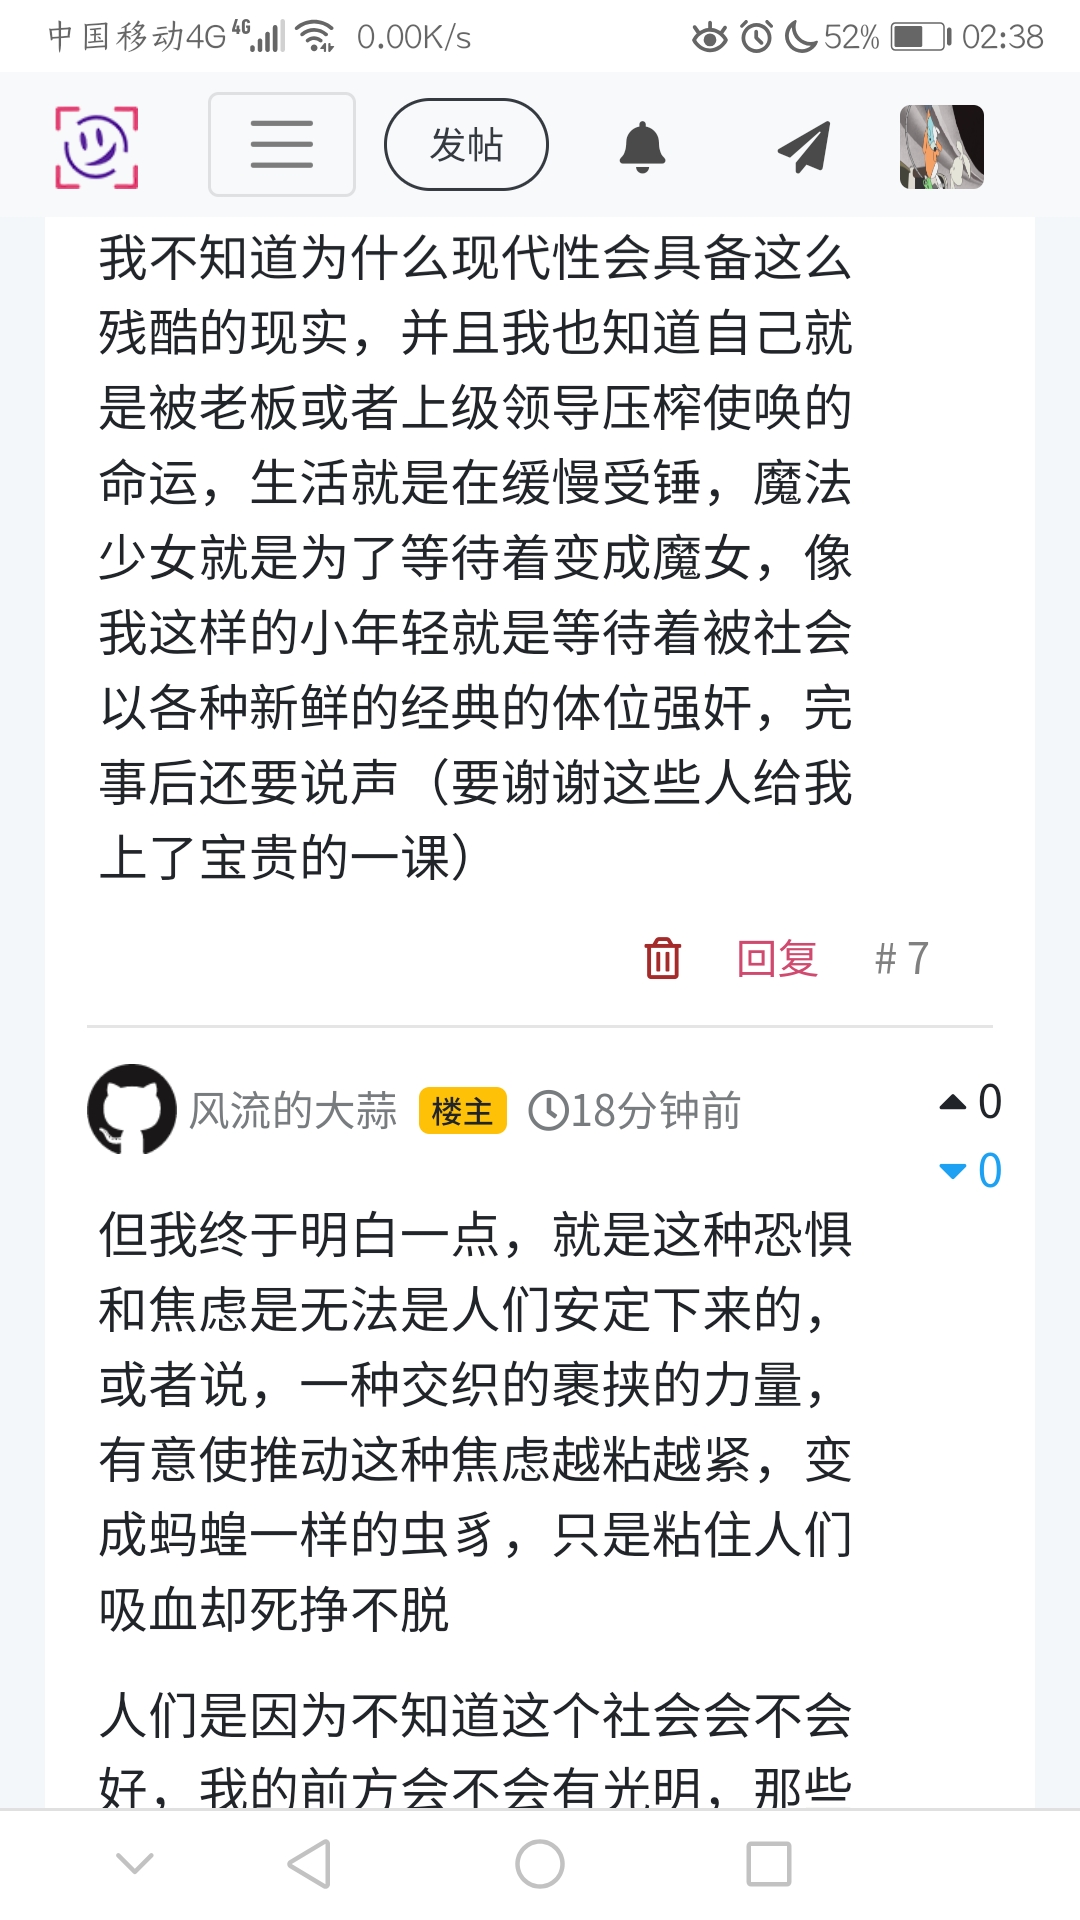 中国移动4G 4G 0.00K/s 52% 02:38
发帖
我不知道为什么现代性会具备这么
残酷的现实，并且我也知道自己就
是被老板或者上级领导压榨使唤的
命运，生活就是在缓慢受锤，魔法
少女就是为了等待着变成魔女，像
我这样的小年轻就是等待着被社会
以各种新鲜的经典的体位强奸，完
事后还要说声（要谢谢这些人给我
上了宝贵的一课）
回复 # 7
风流的大蒜 楼主 18分钟前 0
0
但我终于明白一点，就是这种恐惧
和焦虑是无法是人们安定下来的，
或者说，一种交织的裹挟的力量，
有意使推动这种焦虑越粘越紧，变
成蚂蝗一样的虫豸，只是粘住人们
吸血却死挣不脱
人们是因为不知道这个社会会不会
好，我的前方会不会有光明，那些